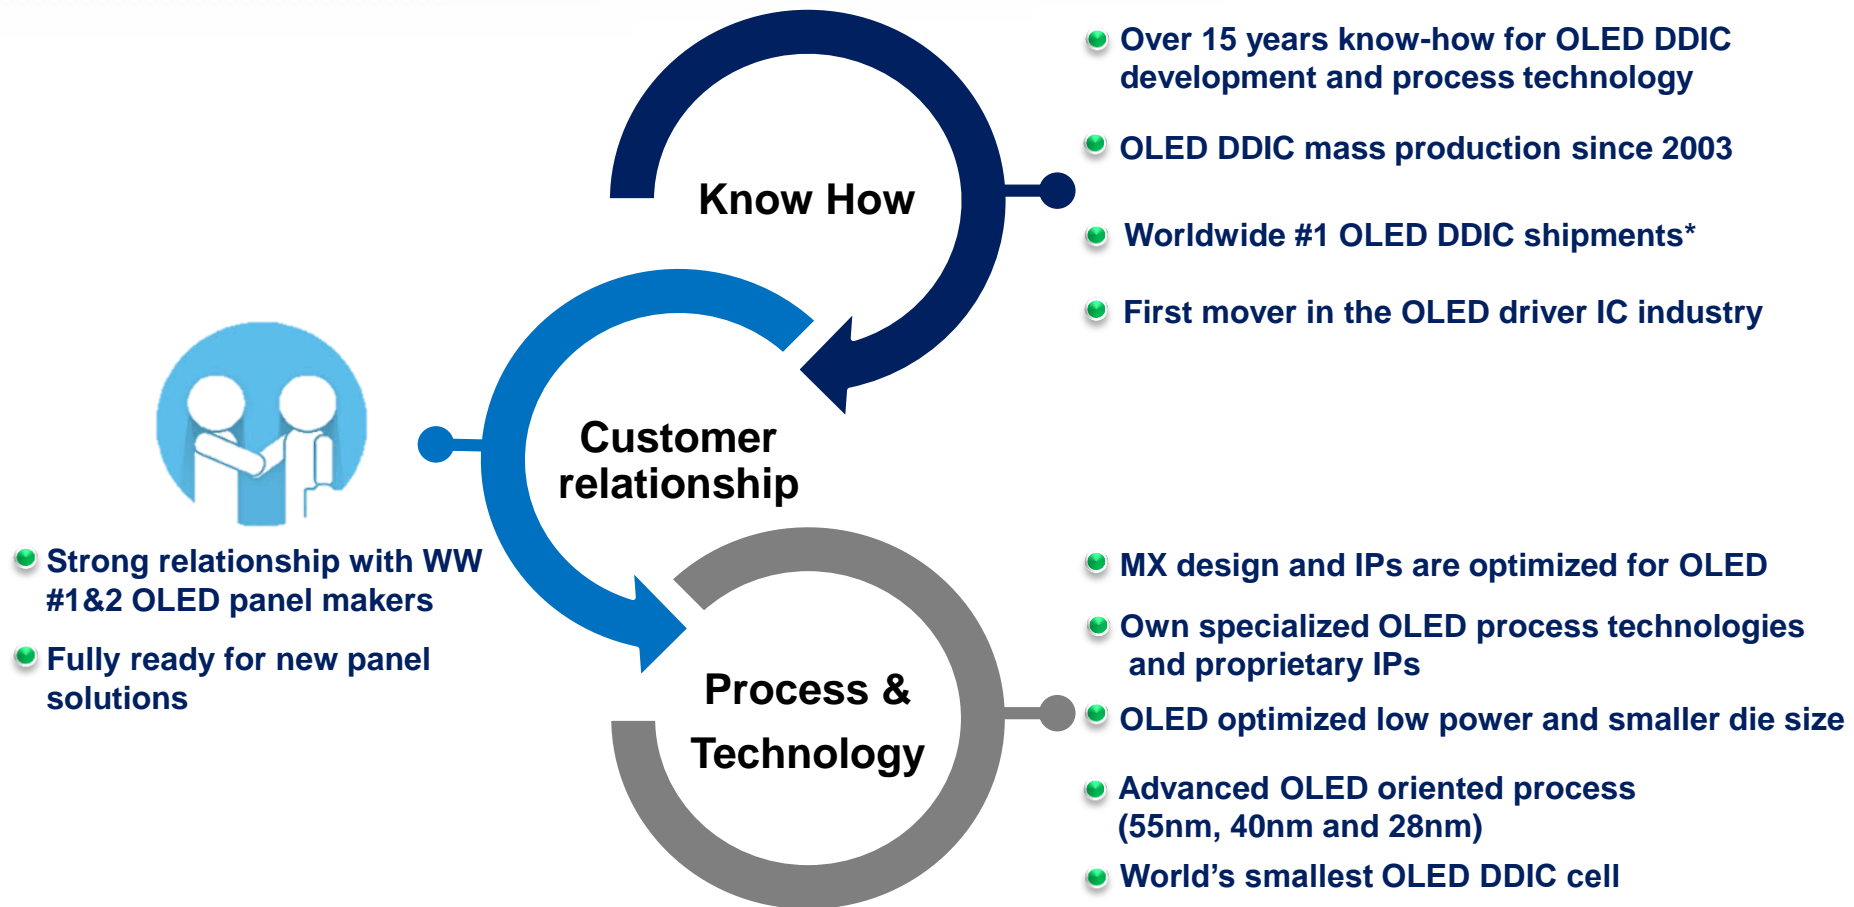 Know How
Over 15 years know-how for OLED DDIC
development and process technology
OLED DDIC mass production since 2003
Worldwide #1 OLED DDIC shipments*
First mover in the OLED driver IC industry
Customer
relationship
Strong relationship with WW
#1&2 OLED panel makers
Fully ready for new panel
solutions
Process &
Technology
MX design and IPs are optimized for OLED
Own specialized OLED process technologies
and proprietary IPs
OLED optimized low power and smaller die size
Advanced OLED oriented process
(55nm, 40nm and 28nm)
World’s smallest OLED DDIC cell